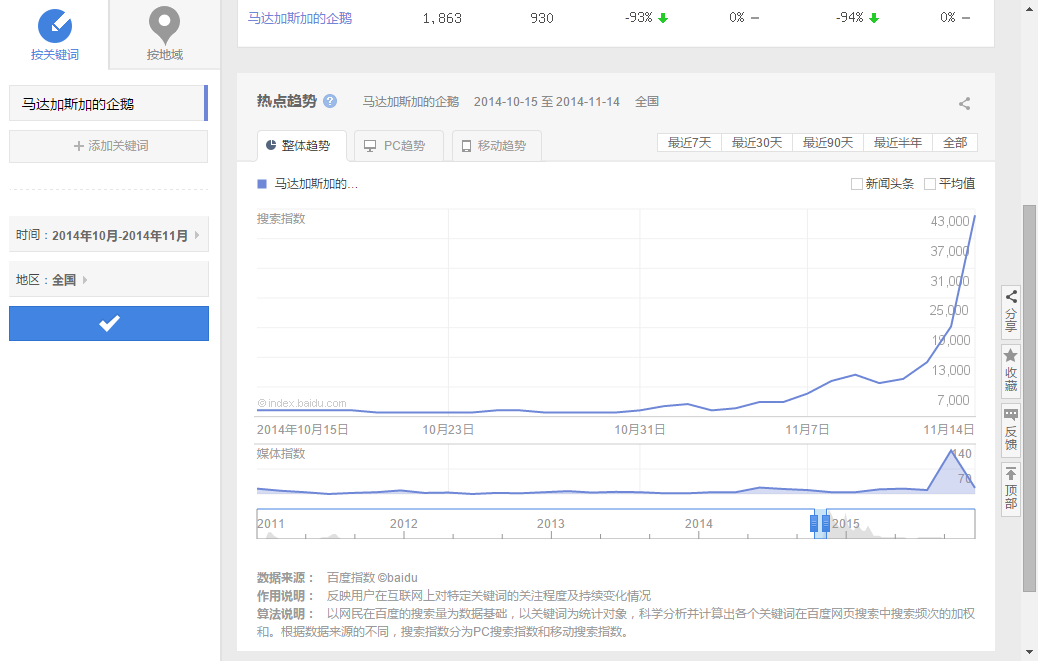 按关键词
按地域
马达加斯加的企鹅
添加关键词
时间：2014年10月-2014年11月
地区：全国
马达加斯加的企鹅 1,863 930 -93% 0% -94% 0%
热点趋势 ? 马达加斯加的企鹅 2014-10-15 至 2014-11-14 全国
整体趋势 PC趋势 移动趋势 最近7天 最近30天 最近90天 最近半年 全部
马达加斯加的... 新闻头条 平均值
搜索指数
43,000
37,000
31,000
25,000
19,000
13,000
7,000
©index.baidu.com
2014年10月15日 10月23日 10月31日 11月7日 11月14日
媒体指数
140
70
2011 2012 2013 2014 2015
数据来源： 百度指数 ©baidu
作用说明： 反映用户在互联网上对特定关键词的关注程度及持续变化情况
算法说明： 以网民在百度的搜索量为数据基础，以关键词为统计对象，科学分析并计算出各个关键词在百度网页搜索中搜索频次的加权
和。根据数据来源的不同，搜索指数分为PC搜索指数和移动搜索指数。
分享
收藏
反馈
顶部